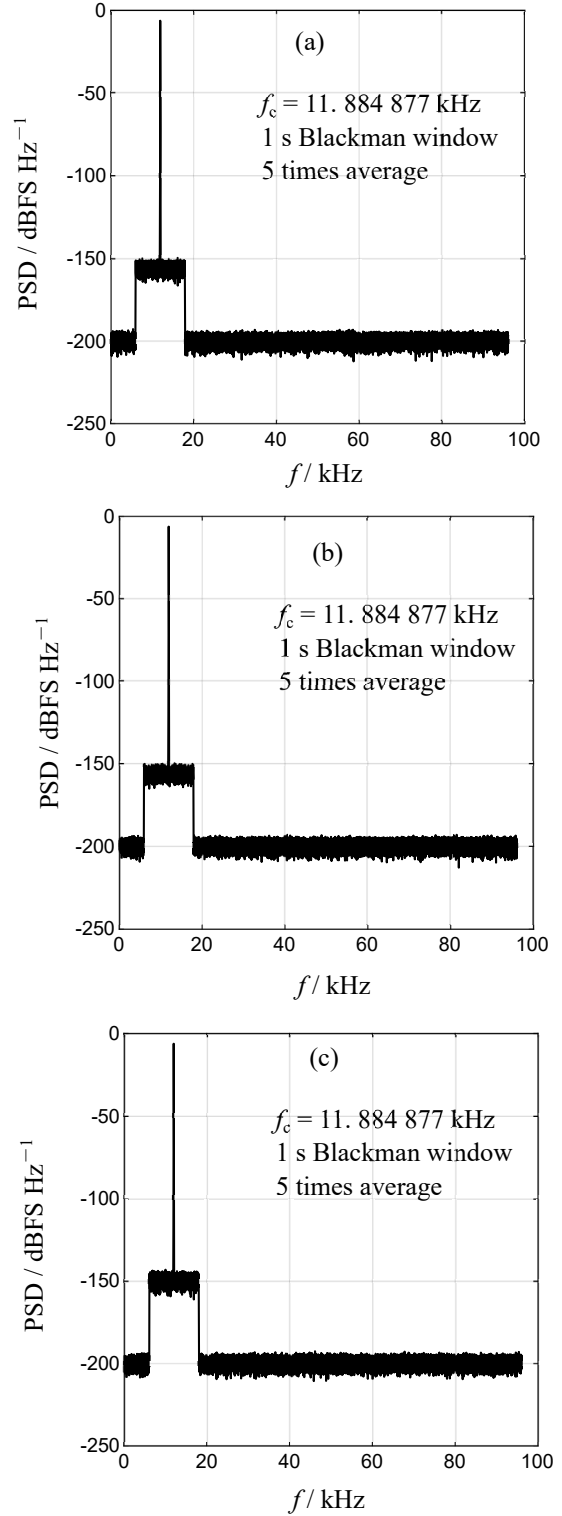 0
(a)
f_c = 11. 884 877 kHz
-50
1 s Blackman window
5 times average
-100
PSD / dBFS Hz⁻¹
-150
-200
-250
0 20 40 60 80 100
f / kHz
0
(b)
f_c = 11. 884 877 kHz
-50
1 s Blackman window
5 times average
-100
PSD / dBFS Hz⁻¹
-150
-200
-250
0 20 40 60 80 100
f / kHz
0
(c)
f_c = 11. 884 877 kHz
-50
1 s Blackman window
5 times average
-100
PSD / dBFS Hz⁻¹
-150
-200
-250
0 20 40 60 80 100
f / kHz